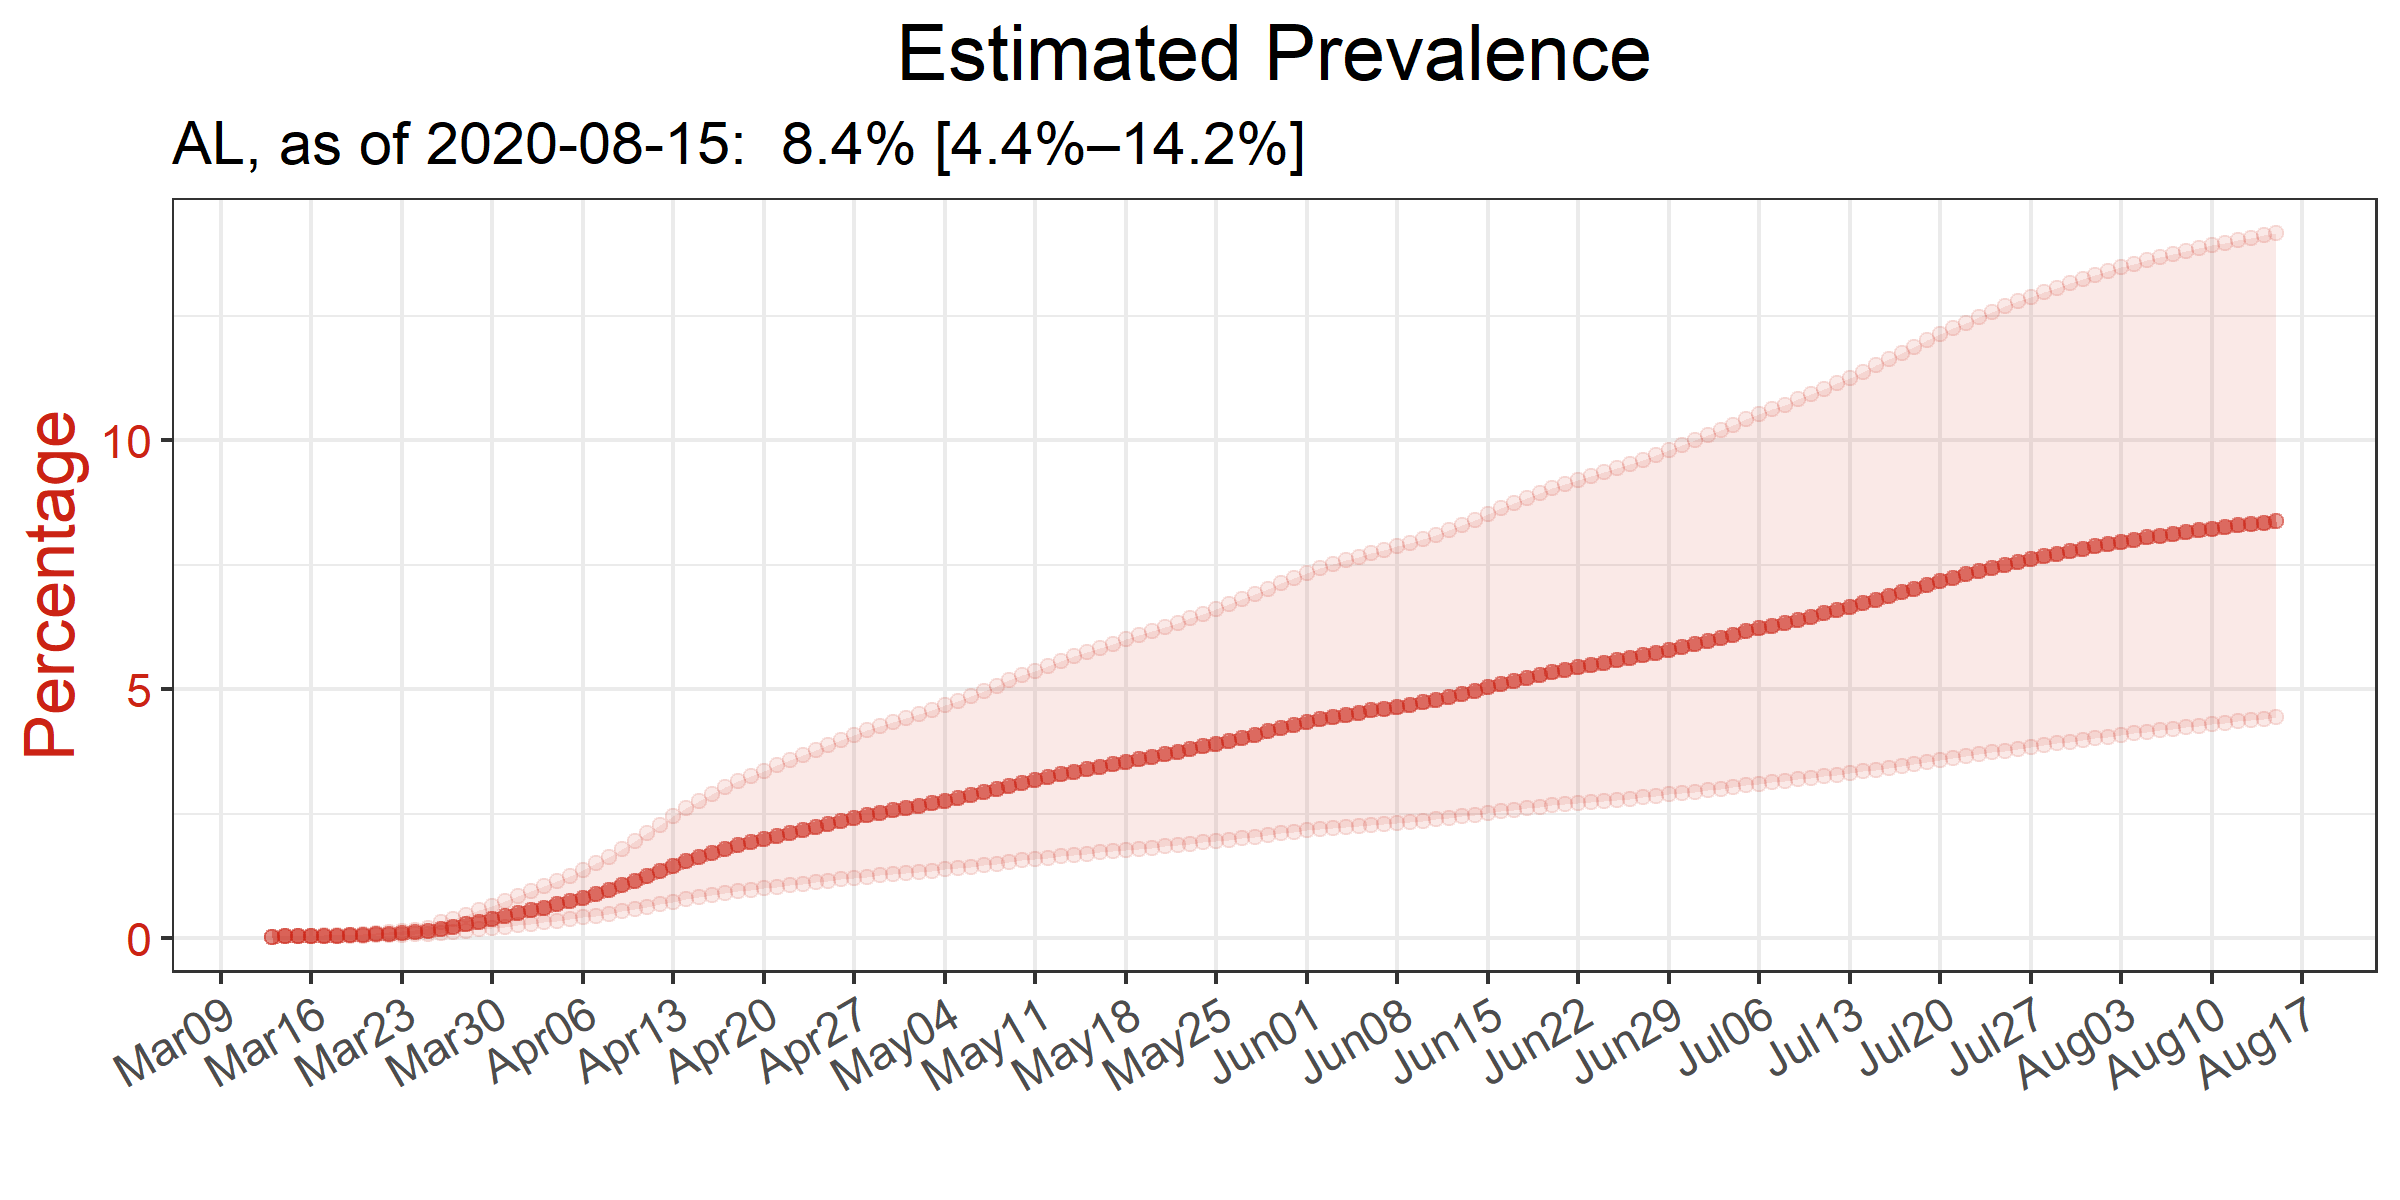 Estimated Prevalence
AL, as of 2020-08-15:  8.4% [4.4%–14.2%]
Percentage
10
5
0
Mar09
Mar16
Mar23
Mar30
Apr06
Apr13
Apr20
Apr27
May04
May11
May18
May25
Jun01
Jun08
Jun15
Jun22
Jun29
Jul06
Jul13
Jul20
Jul27
Aug03
Aug10
Aug17